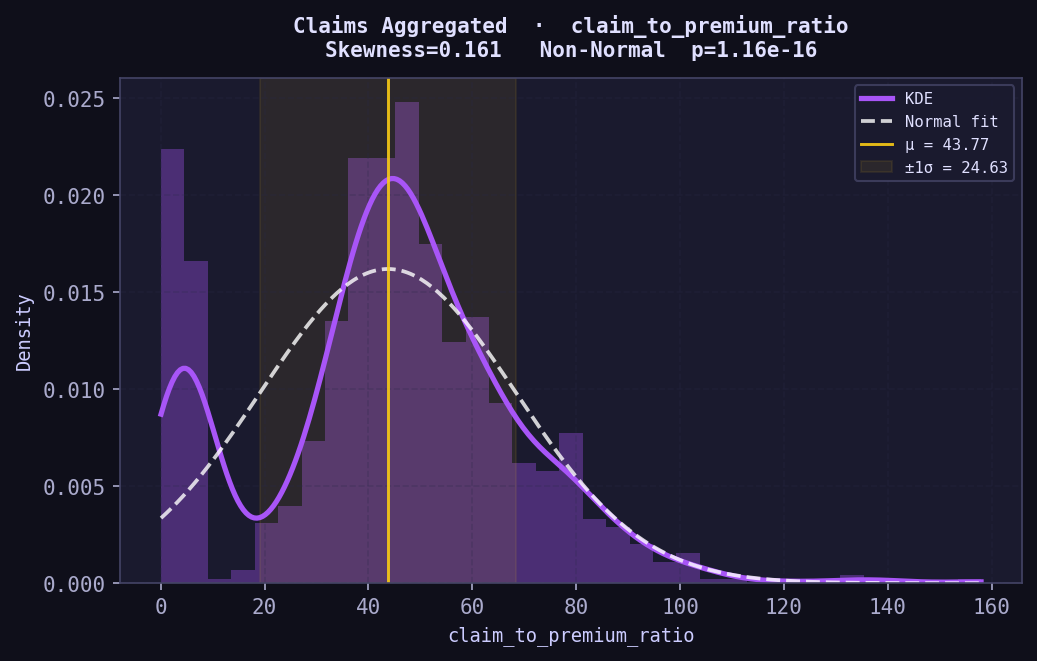 Claims Aggregated  ·  claim_to_premium_ratio
Skewness=0.161   Non-Normal  p=1.16e-16
KDE
Normal fit
μ = 43.77
±1σ = 24.63
0.025
0.020
0.015
0.010
0.005
0.000
Density
0
20
40
60
80
100
120
140
160
claim_to_premium_ratio